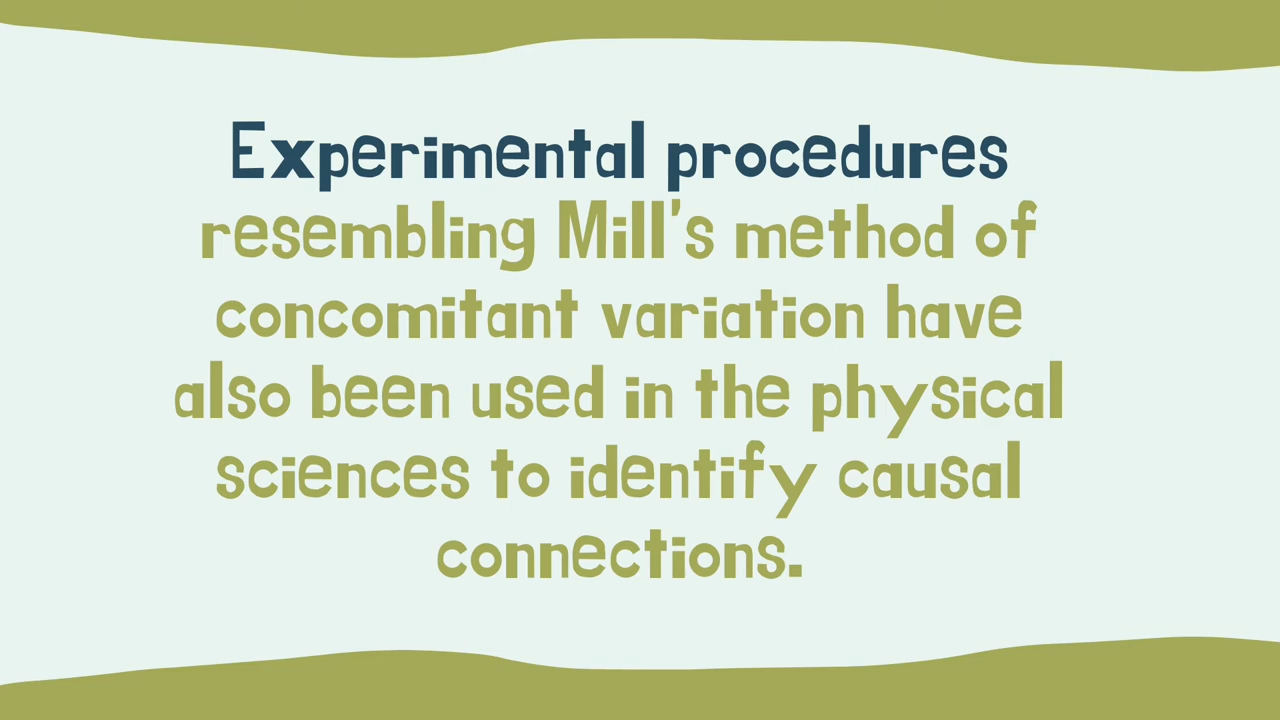 Experimental procedures
resembling Mill's method of
concomitant variation have
also been used in the physical
sciences to identify causal
connections.